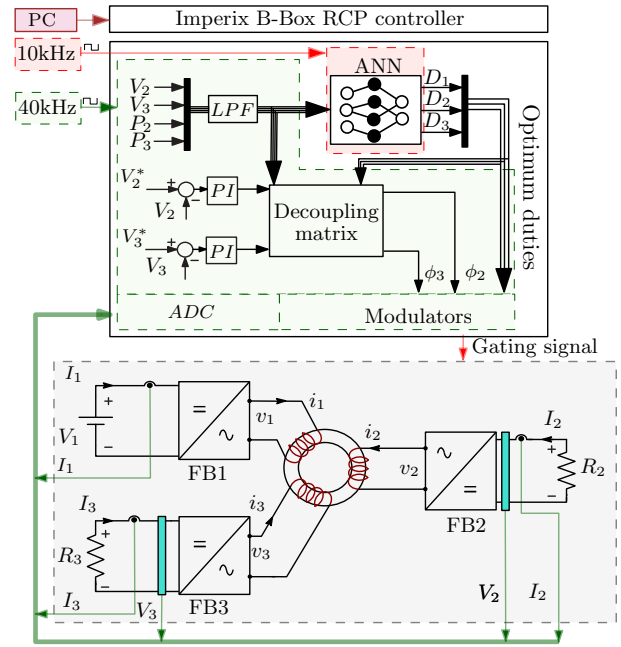 PC
Imperix B-Box RCP controller
10kHz
40kHz
ANN
V₂
V₃
P₂
P₃
LPF
D₁
D₂
D₃
Optimum duties
V₂*
+
−
V₂
PI
V₃*
+
−
V₃
PI
Decoupling
matrix
ϕ₃
ϕ₂
ADC
Modulators
Gating signal
I₁
+
−
V₁
I₁
=
∿
FB1
v₁
i₁
i₂
v₂
∿
=
FB2
I₂
+
−
R₂
I₃
+
−
R₃
I₃
V₃
=
∿
FB3
i₃
v₃
V₂
I₂